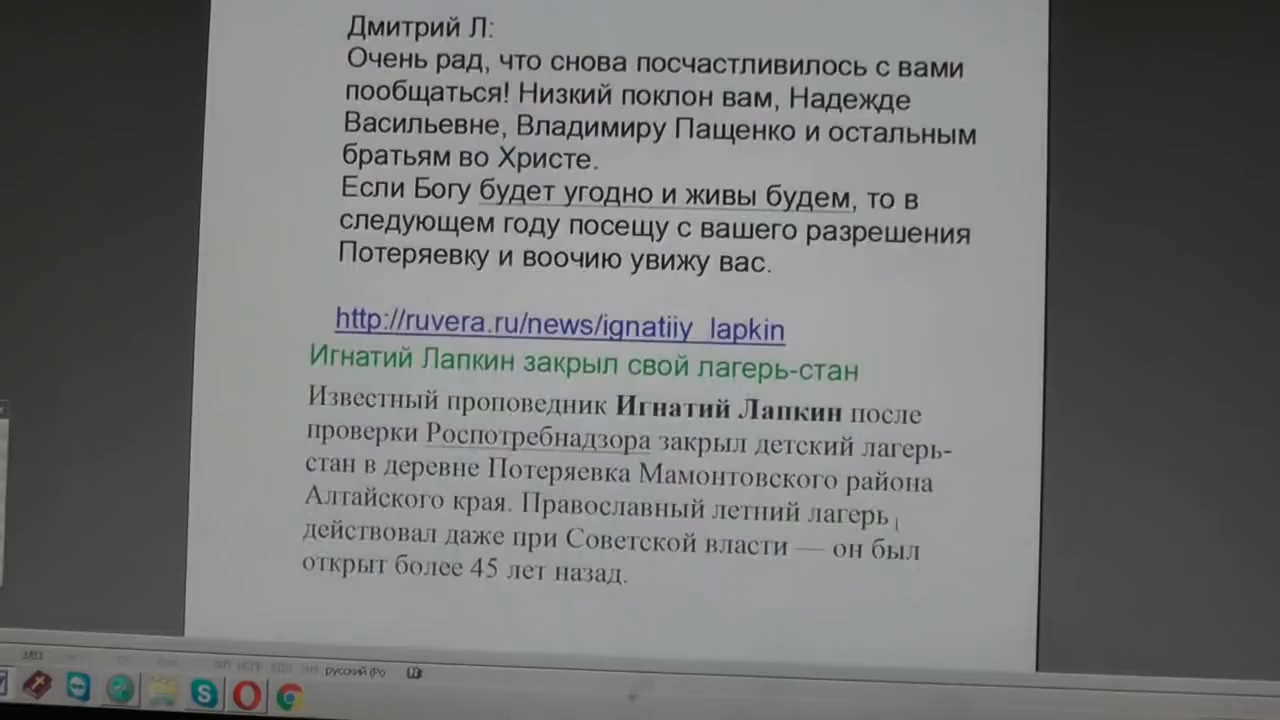 Дмитрий Л:
Очень рад, что снова посчастливилось с вами
пообщаться! Низкий поклон вам, Надежде
Васильевне, Владимиру Пащенко и остальным
братьям во Христе.
Если Богу будет угодно и живы будем, то в
следующем году посещу с вашего разрешения
Потеряевку и воочию увижу вас.
http://ruvera.ru/news/ignatiiy_lapkin
Игнатий Лапкин закрыл свой лагерь-стан
Известный проповедник Игнатий Лапкин после
проверки Роспотребнадзора закрыл детский лагерь-
стан в деревне Потеряевка Мамонтовского района
Алтайского края. Православный летний лагерь
действовал даже при Советской власти — он был
открыт более 45 лет назад.
русский (Ро